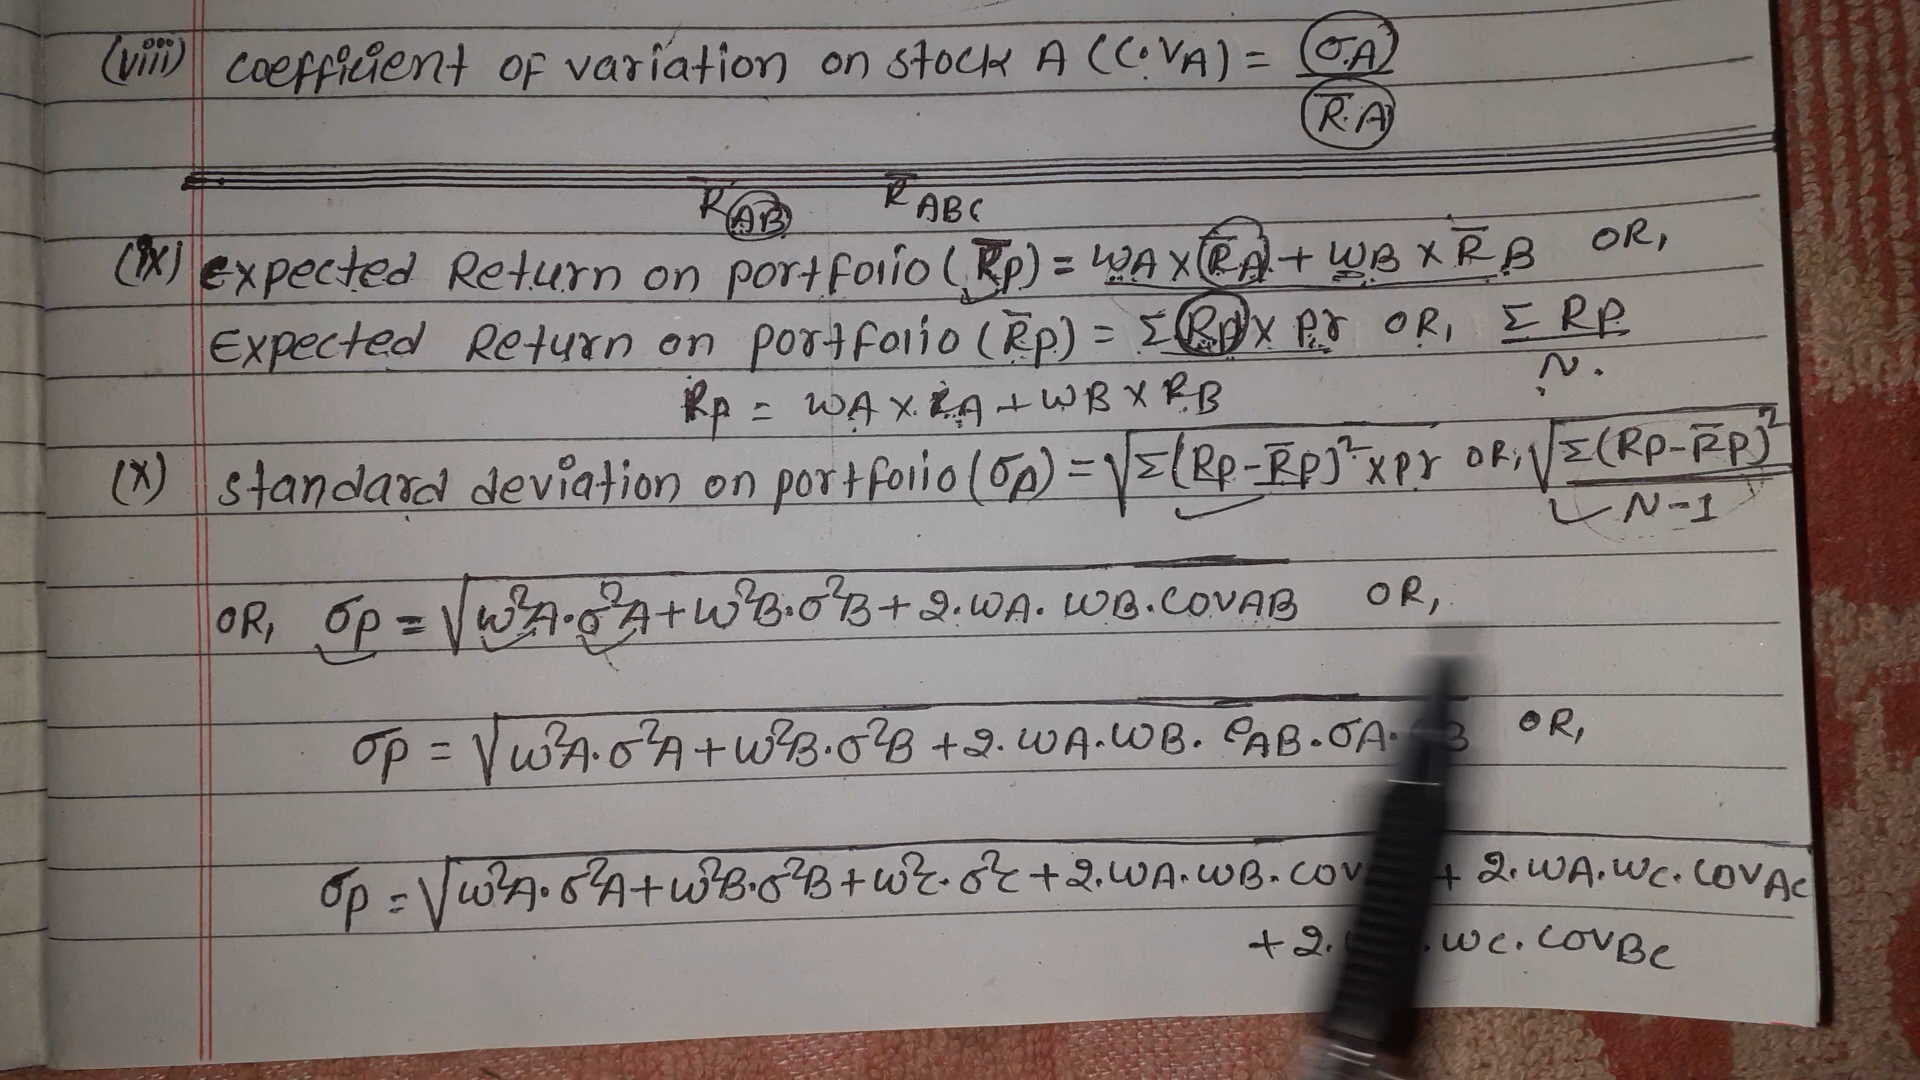 (viii) coefficient of variation on stock A (C.VA) = σ.A / R̅.A
R̅AB R̅ABC
(ix) Expected Return on portfolio (R̅p) = WA × R̅A + WB × R̅B OR,
Expected Return on portfolio (R̅p) = Σ Rp × Pr OR, Σ RP / N.
Rp = WA × RA + WB × RB
(X) standard deviation on portfolio (σp) = √Σ(Rp-R̅p)² × Pr OR, √Σ(Rp-R̅p)² / N-1
OR, σp = √w²A.σ²A + w²B.σ²B + 2.WA.WB.COVAB OR,
σp = √w²A.σ²A + w²B.σ²B + 2.WA.WB.ρAB.σA. B OR,
σp = √w²A.σ²A + w²B.σ²B + w²C.σ²C + 2.WA.WB.COV + 2.WA.WC.COVAC
+ 2. .WC.COVBC